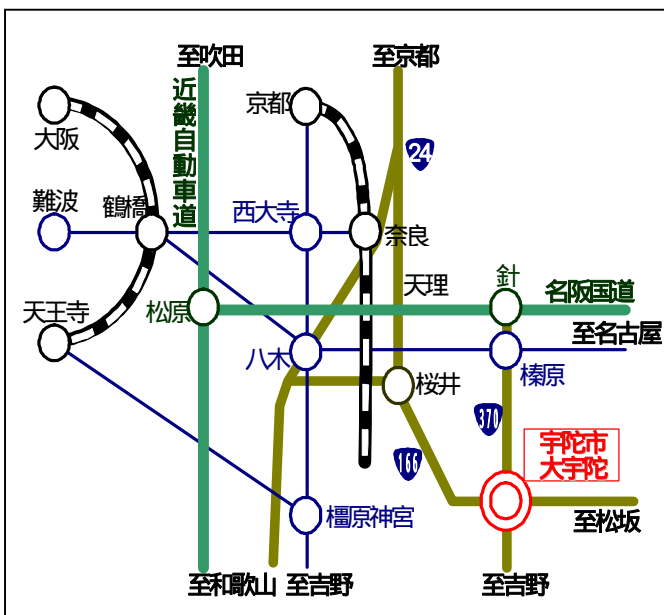 至吹田
至京都
近畿自動車道
京都
大阪
24
難波
鶴橋
西大寺
奈良
天理
針
名阪国道
天王寺
松原
至名古屋
八木
榛原
桜井
370
宇陀市
大宇陀
166
橿原神宮
至松坂
至和歌山
至吉野
至吉野